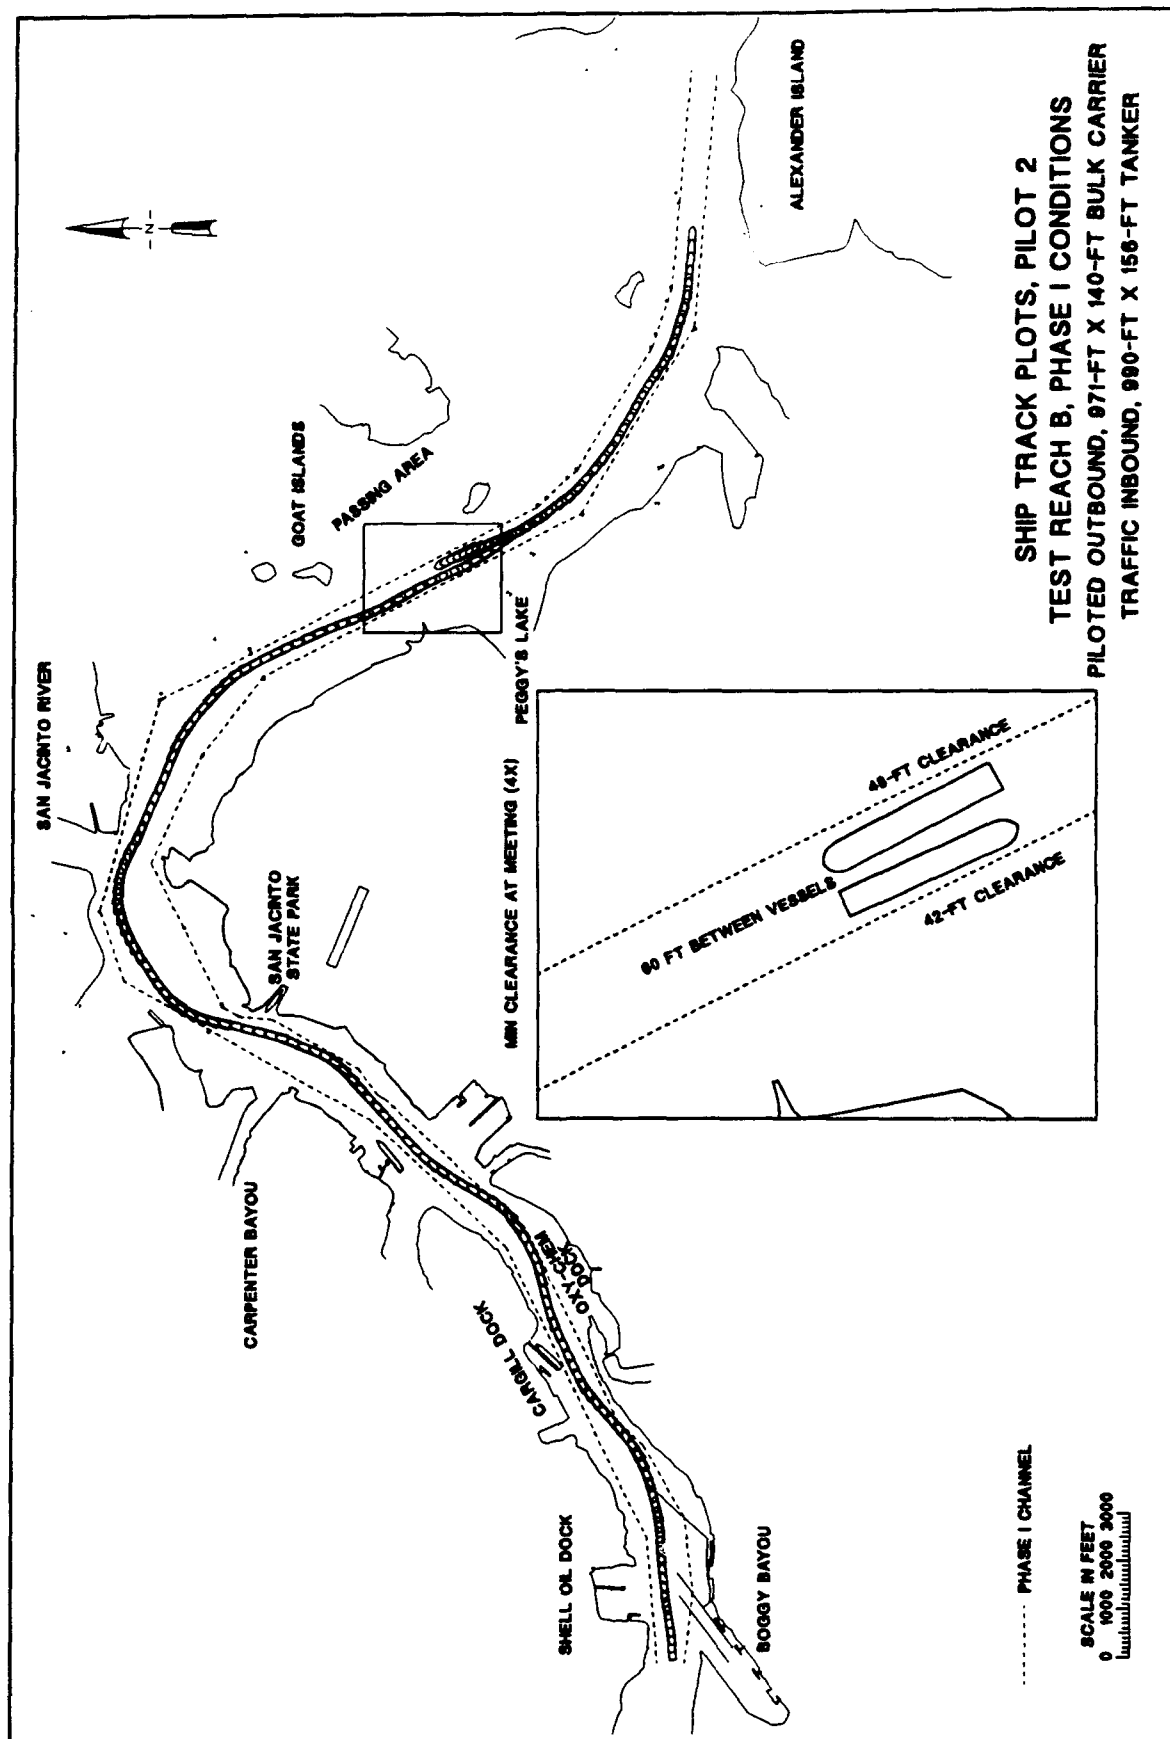 SAN JACINTO RIVER
GOAT ISLANDS
PASSING AREA
ALEXANDER ISLAND
N
SAN JACINTO
STATE PARK
PEGGY'S LAKE
CARPENTER BAYOU
CARGILL DOCK
OXY-CHEM
DOCK
SHELL OIL DOCK
BOGGY BAYOU
MIN CLEARANCE AT MEETING (4X)
48-FT CLEARANCE
60 FT BETWEEN VESSELS
42-FT CLEARANCE
PHASE I CHANNEL
SCALE IN FEET
0 1000 2000 3000
SHIP TRACK PLOTS, PILOT 2
TEST REACH B, PHASE I CONDITIONS
PILOTED OUTBOUND, 971-FT X 140-FT BULK CARRIER
TRAFFIC INBOUND, 990-FT X 156-FT TANKER